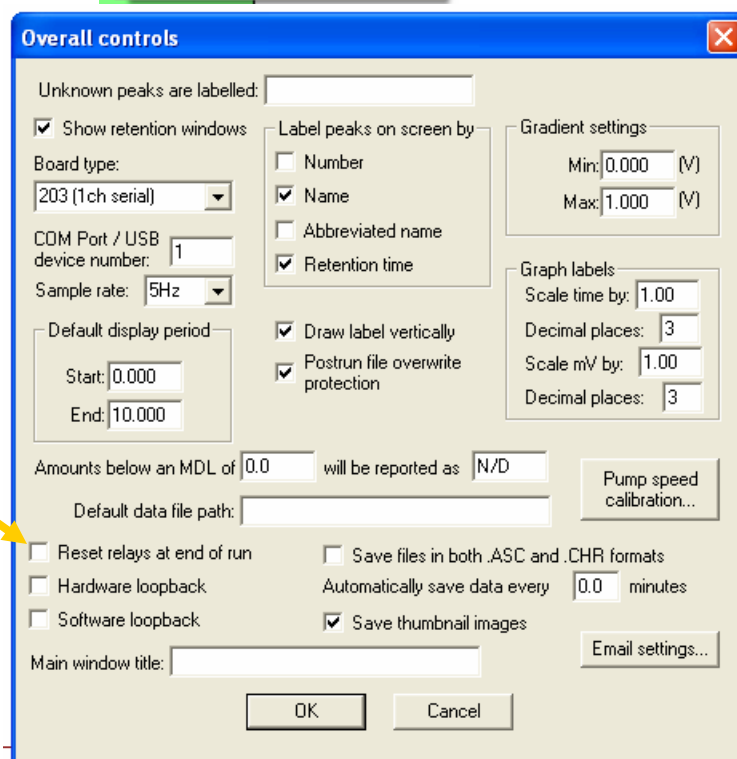 Overall controls
Unknown peaks are labelled:
Show retention windows
Board type:
203 (1ch serial)
COM Port / USB
device number: 1
Sample rate: 5Hz
Default display period
Start: 0.000
End: 10.000
Label peaks on screen by
Number
Name
Abbreviated name
Retention time
Draw label vertically
Postrun file overwrite
protection
Gradient settings
Min: 0.000 (V)
Max: 1.000 (V)
Graph labels
Scale time by: 1.00
Decimal places: 3
Scale mV by: 1.00
Decimal places: 3
Amounts below an MDL of 0.0 will be reported as N/D
Pump speed
calibration...
Default data file path:
Reset relays at end of run
Hardware loopback
Software loopback
Save files in both .ASC and .CHR formats
Automatically save data every 0.0 minutes
Save thumbnail images
Email settings...
Main window title:
OK
Cancel